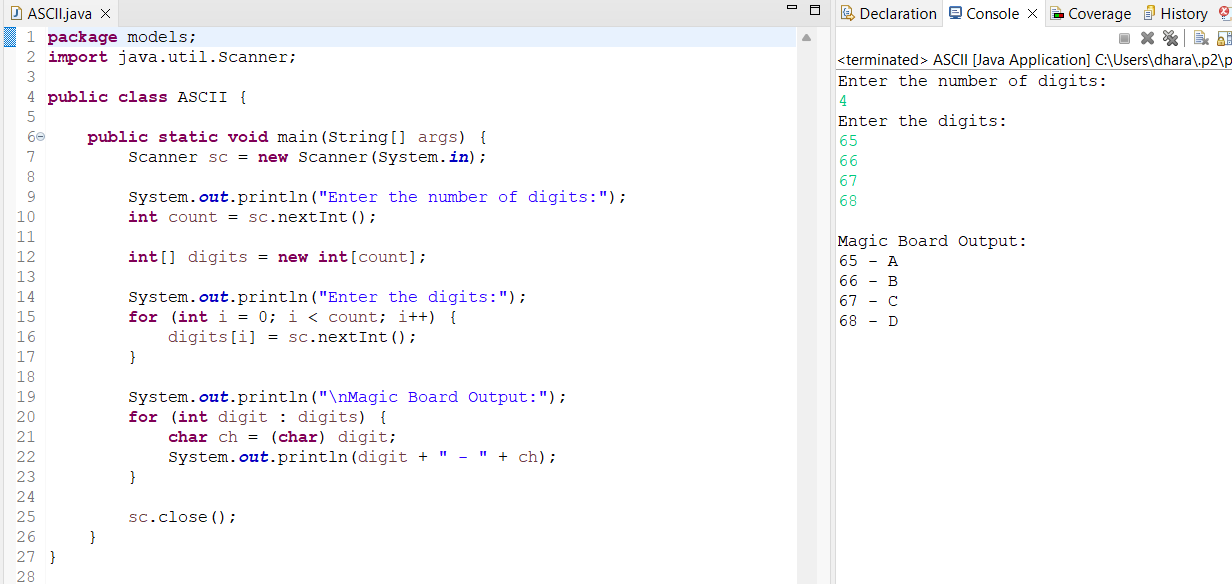 ASCII.java
1 package models;
2 import java.util.Scanner;
3
4 public class ASCII {
5
6 public static void main(String[] args) {
7 Scanner sc = new Scanner(System.in);
8
9 System.out.println("Enter the number of digits:");
10 int count = sc.nextInt();
11
12 int[] digits = new int[count];
13
14 System.out.println("Enter the digits:");
15 for (int i = 0; i < count; i++) {
16 digits[i] = sc.nextInt();
17 }
18
19 System.out.println("\nMagic Board Output:");
20 for (int digit : digits) {
21 char ch = (char) digit;
22 System.out.println(digit + " - " + ch);
23 }
24
25 sc.close();
26 }
27 }
28
Declaration Console Coverage History
<terminated> ASCII [Java Application] C:\Users\dhara\.p2\p
Enter the number of digits:
4
Enter the digits:
65
66
67
68
Magic Board Output:
65 - A
66 - B
67 - C
68 - D